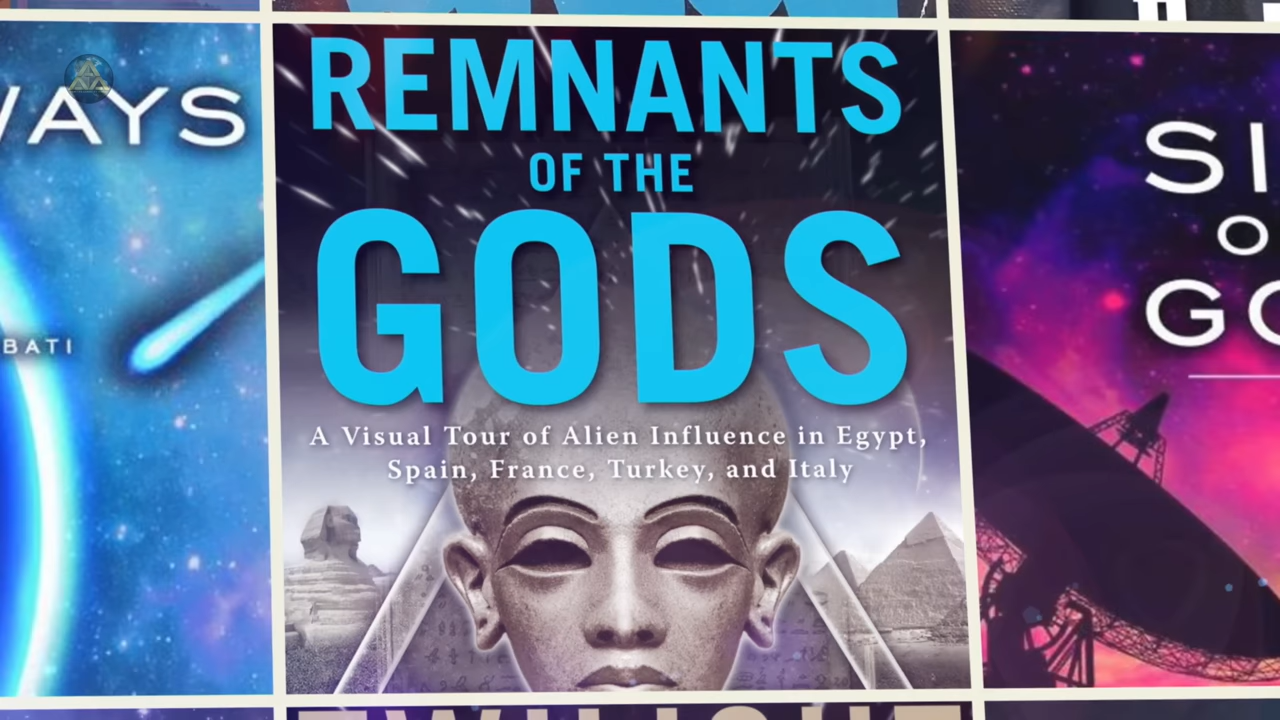 WAYS
BATI
REMNANTS
OF THE
GODS
A Visual Tour of Alien Influence in Egypt,
Spain, France, Turkey, and Italy
SI
O
GO
TWILIGHT